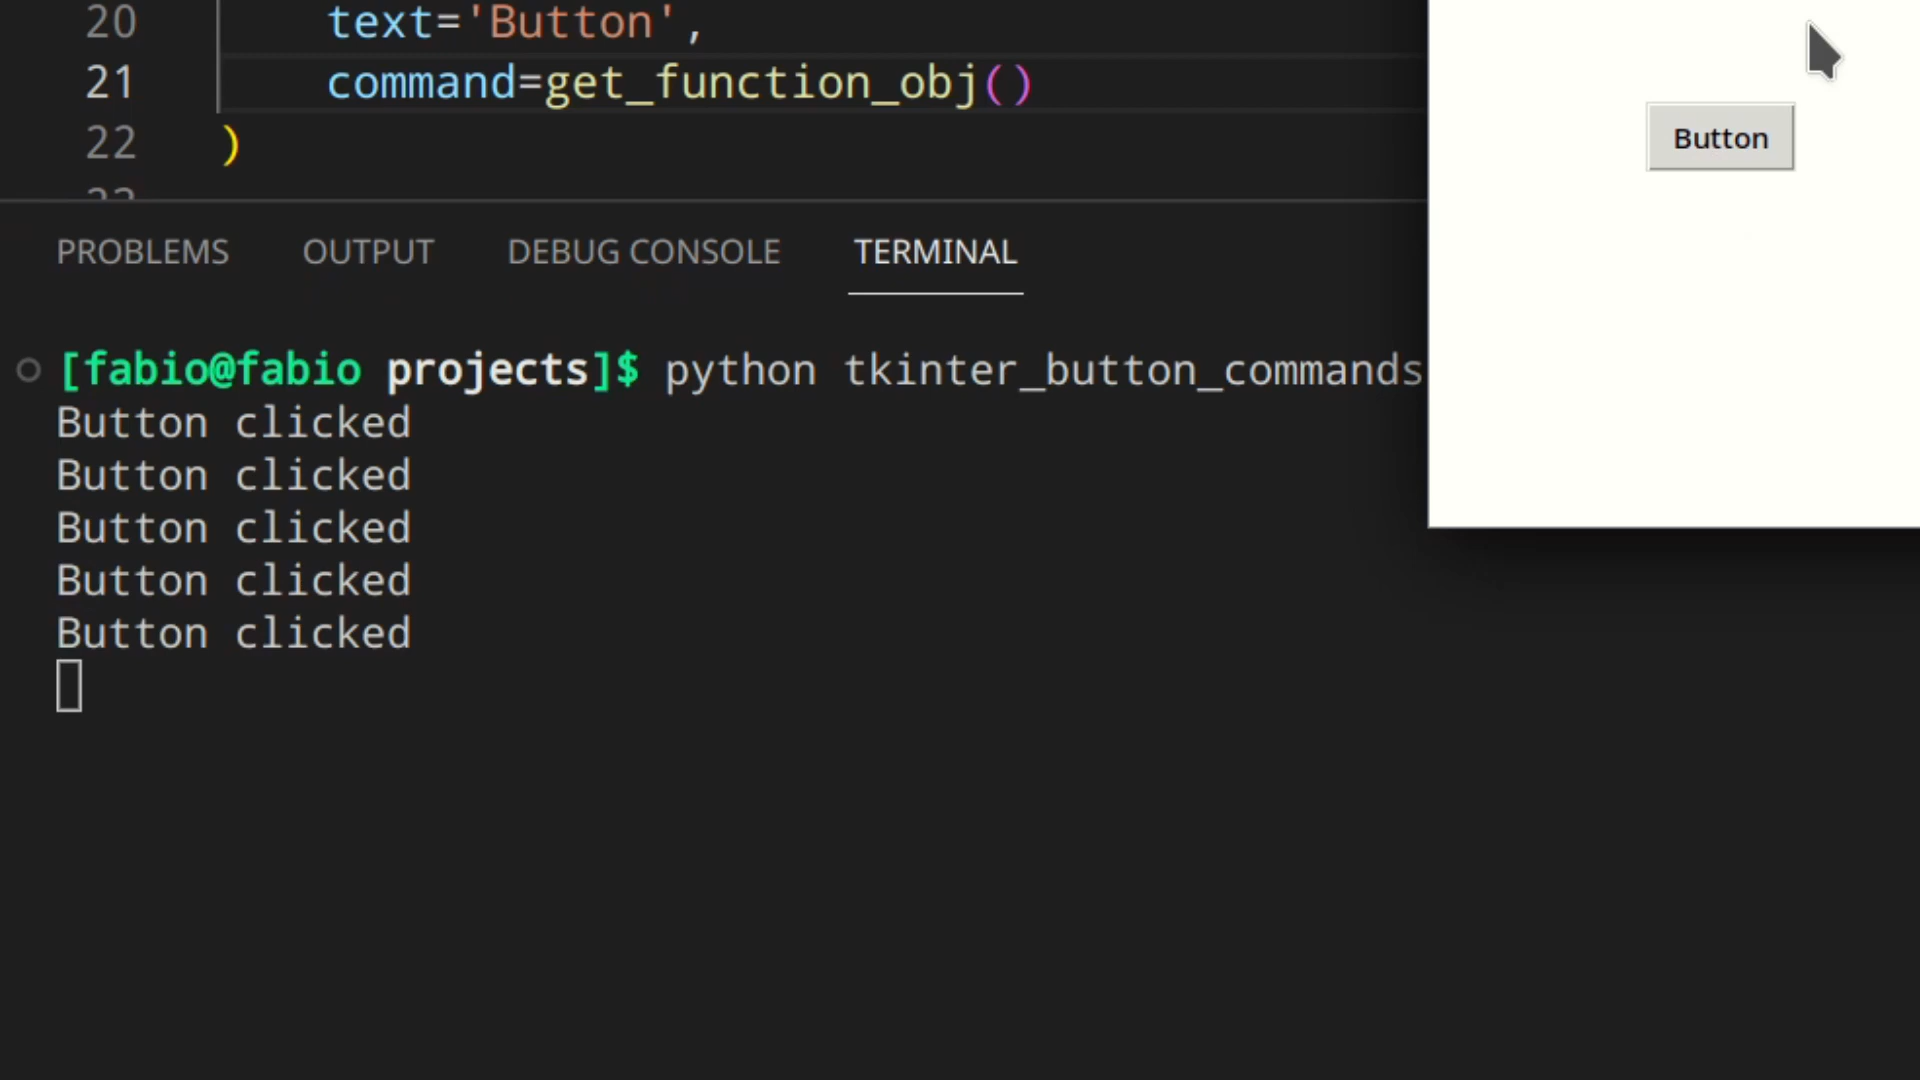 20 text='Button',
21 command=get_function_obj()
22 )
Button
PROBLEMS OUTPUT DEBUG CONSOLE TERMINAL
[fabio@fabio projects]$ python tkinter_button_commands
Button clicked
Button clicked
Button clicked
Button clicked
Button clicked